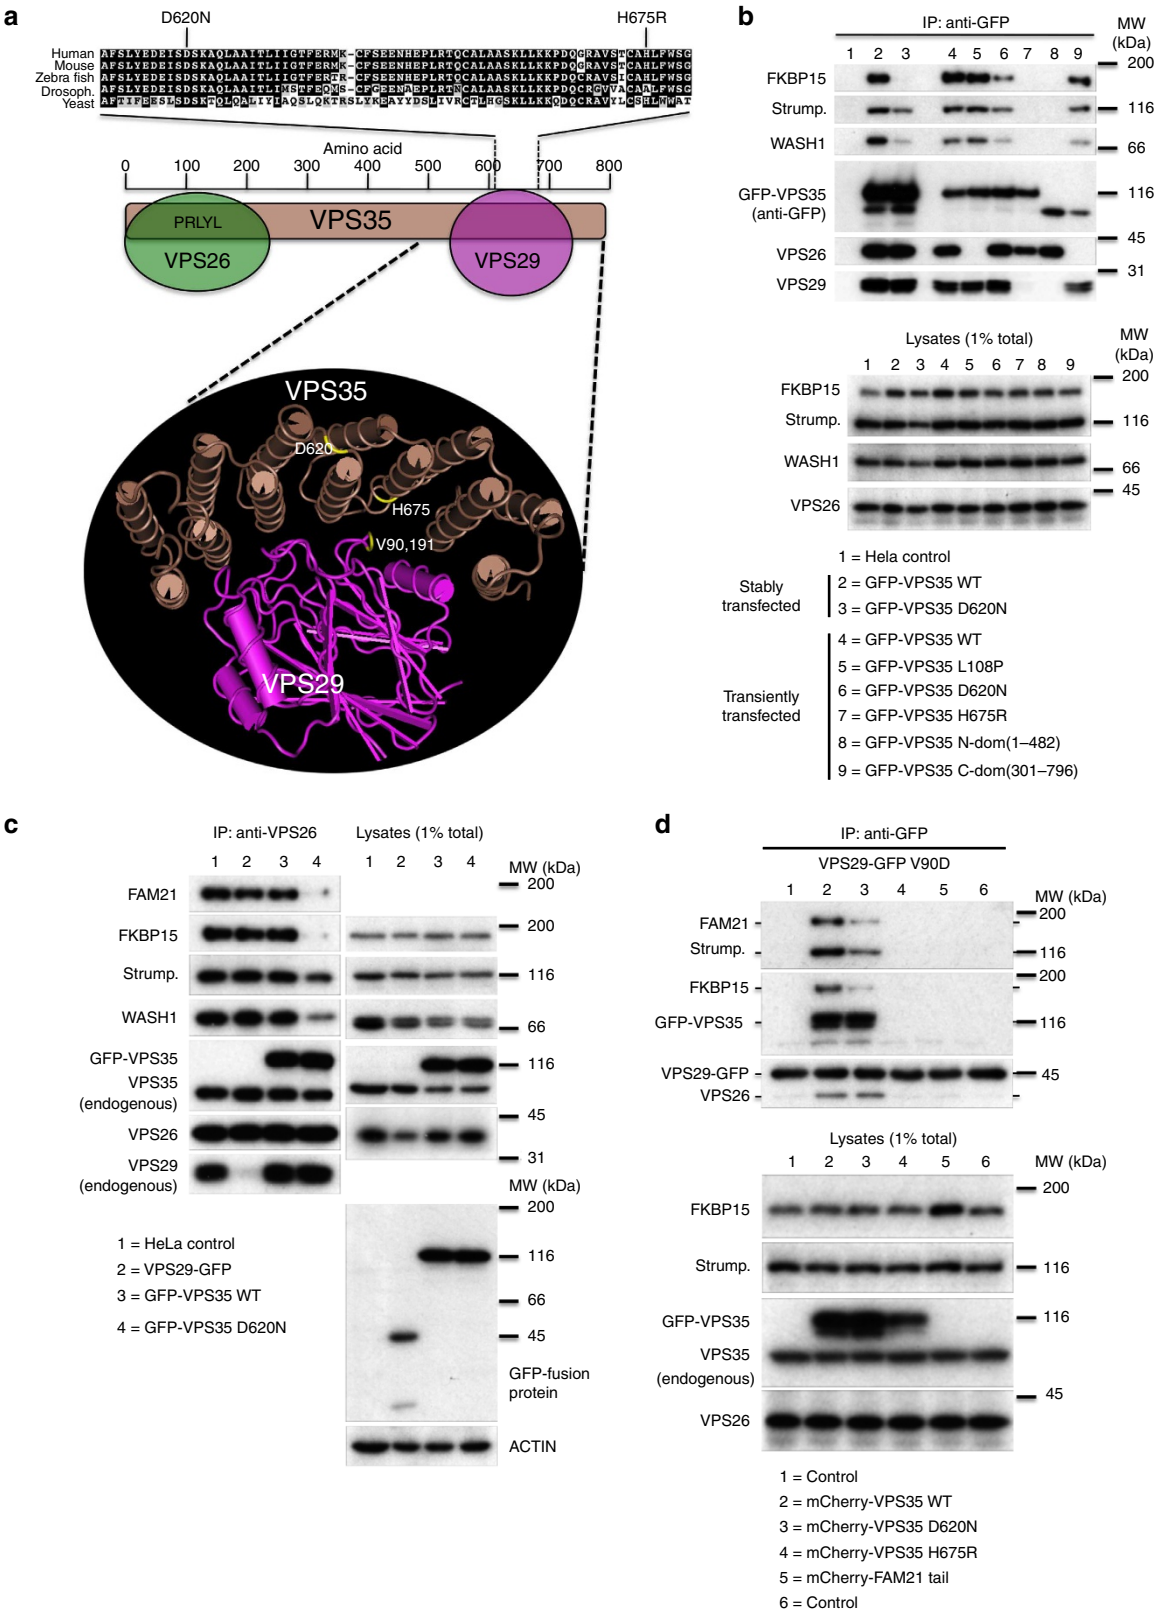 a
D620N
H675R
Human AFSLYEDEISDSKAQLAAITLIIGTFERMK-CFSEENHEPLRTQCALAASKLLKKPDQGRAVSTCAHLFWSG
Mouse AFSLYEDEISDSKAQLAAITLIIGTFERMK-CFSEENHEPLRTQCALAASKLLKKPDQGRAVSTCAHLFWSG
Zebra fish
Drosoph.
Yeast
Amino acid
0 100 200 300 400 500 600 700 800
PRLYL
VPS35
VPS26
VPS29
VPS35
D620
H675
V90,191
VPS29
b
IP: anti-GFP
MW (kDa)
1 2 3 4 5 6 7 8 9
FKBP15
200
Strump.
116
WASH1
66
GFP-VPS35 (anti-GFP)
116
VPS26
45
31
VPS29
Lysates (1% total)
MW (kDa)
1 2 3 4 5 6 7 8 9
FKBP15
200
Strump.
116
WASH1
66
45
VPS26
1 = Hela control
Stably transfected
2 = GFP-VPS35 WT
3 = GFP-VPS35 D620N
Transiently transfected
4 = GFP-VPS35 WT
5 = GFP-VPS35 L108P
6 = GFP-VPS35 D620N
7 = GFP-VPS35 H675R
8 = GFP-VPS35 N-dom(1–482)
9 = GFP-VPS35 C-dom(301–796)
c
IP: anti-VPS26
Lysates (1% total)
1 2 3 4
1 2 3 4
MW (kDa)
FAM21
200
FKBP15
200
Strump.
116
WASH1
66
GFP-VPS35
116
VPS35 (endogenous)
45
VPS26
31
VPS29 (endogenous)
MW (kDa)
200
116
66
45
GFP-fusion protein
ACTIN
1 = HeLa control
2 = VPS29-GFP
3 = GFP-VPS35 WT
4 = GFP-VPS35 D620N
d
IP: anti-GFP
VPS29-GFP V90D
1 2 3 4 5 6
MW (kDa)
FAM21
200
Strump.
116
200
FKBP15
GFP-VPS35
116
VPS29-GFP
45
VPS26
Lysates (1% total)
1 2 3 4 5 6
MW (kDa)
200
FKBP15
Strump.
116
GFP-VPS35
116
VPS35 (endogenous)
45
VPS26
1 = Control
2 = mCherry-VPS35 WT
3 = mCherry-VPS35 D620N
4 = mCherry-VPS35 H675R
5 = mCherry-FAM21 tail
6 = Control